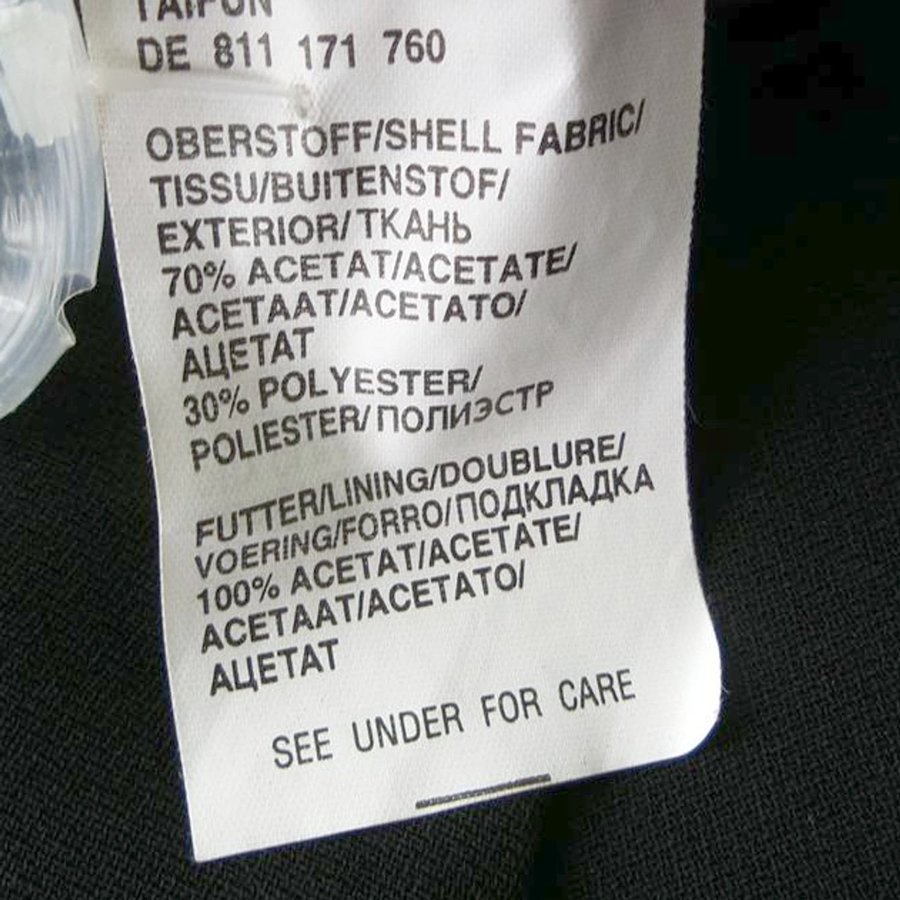 TAIFUN
DE 811 171 760
OBERSTOFF/SHELL FABRIC/
TISSU/BUITENSTOF/
EXTERIOR/ТКАНЬ
70% ACETAT/ACETATE/
ACETAAT/ACETATO/
АЦЕТАТ
30% POLYESTER/
POLIESTER/ПОЛИЭСТР
FUTTER/LINING/DOUBLURE/
VOERING/FORRO/ПОДКЛАДКА
100% ACETAT/ACETATE/
ACETAAT/ACETATO/
АЦЕТАТ
SEE UNDER FOR CARE